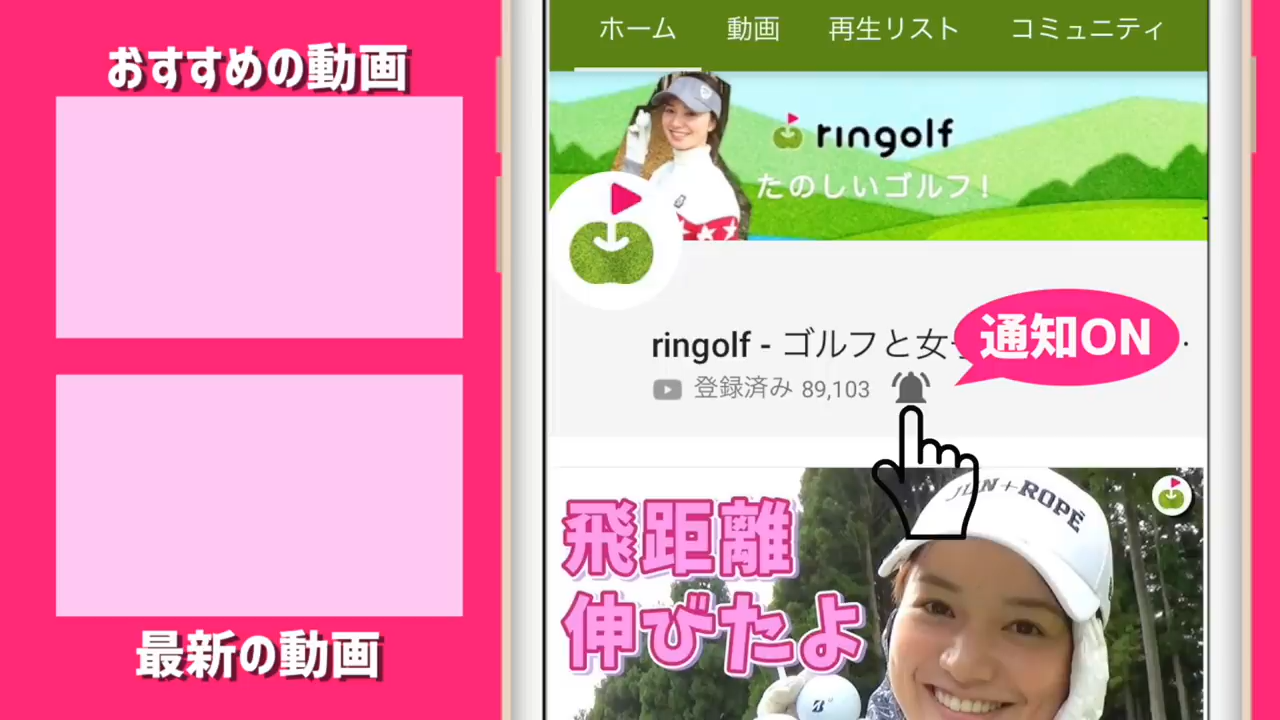 おすすめの動画
最新の動画
ホーム 動画 再生リスト コミュニティ
ringolf
たのしいゴルフ!
ringolf - ゴルフと女
通知ON
登録済み 89,103
飛距離
伸びたよ
JUN+ROPÉ
B